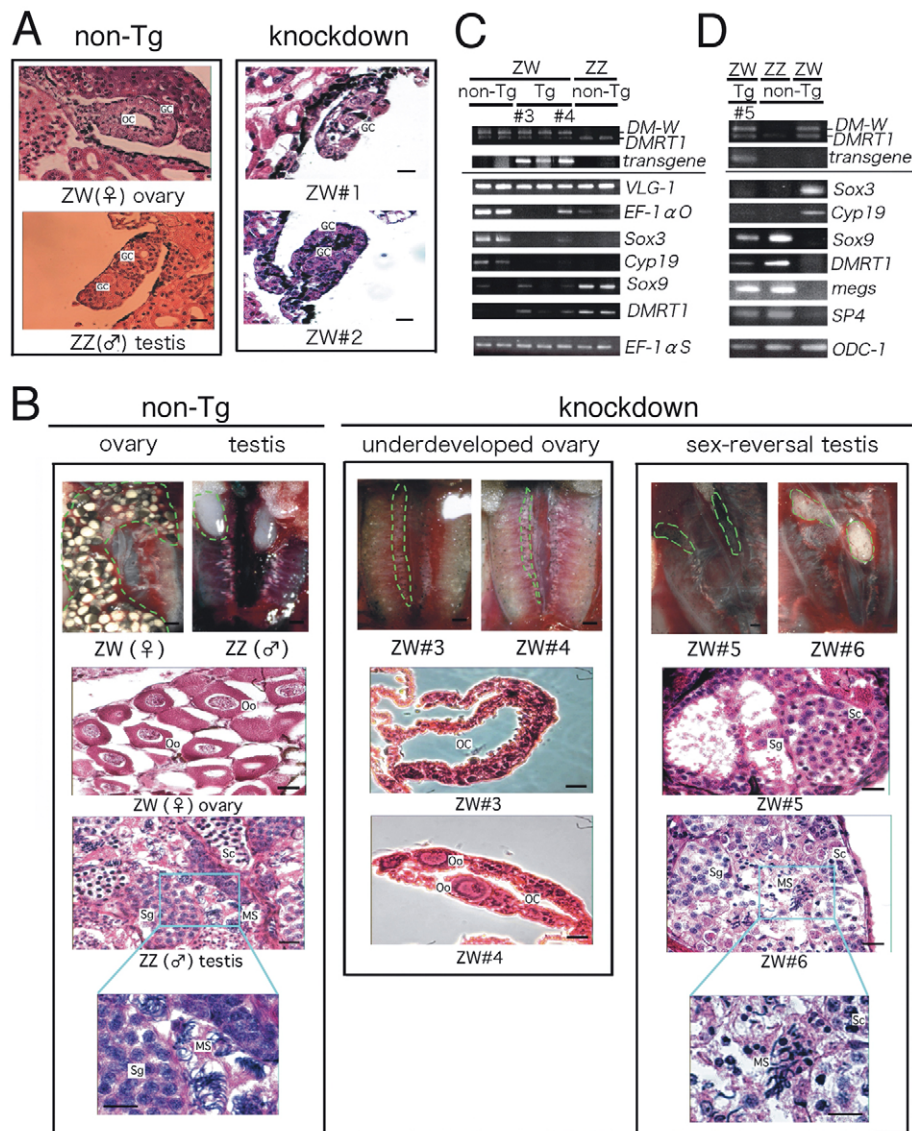 A
non-Tg
knockdown
GC
OC
ZW(♀) ovary
GC
GC
ZZ(♂) testis
GC
ZW#1
GC
GC
ZW#2
C
ZW ZZ
non-Tg Tg non-Tg
#3 #4
DM-W
DMRT1
transgene
VLG-1
EF-1αO
Sox3
Cyp19
Sox9
DMRT1
EF-1αS
D
ZW ZZ ZW
Tg non-Tg
#5
DM-W
DMRT1
transgene
Sox3
Cyp19
Sox9
DMRT1
megs
SP4
ODC-1
B
non-Tg
knockdown
ovary testis
underdeveloped ovary
sex-reversal testis
ZW (♀) ZZ (♂)
Oo
Oo
ZW (♀) ovary
Sc
Sg
MS
ZZ (♂) testis
MS
Sg
ZW#3 ZW#4
OC
ZW#3
Oo
Oo
OC
ZW#4
ZW#5 ZW#6
Sc
Sg
ZW#5
Sc
Sg
MS
ZW#6
Sc
MS